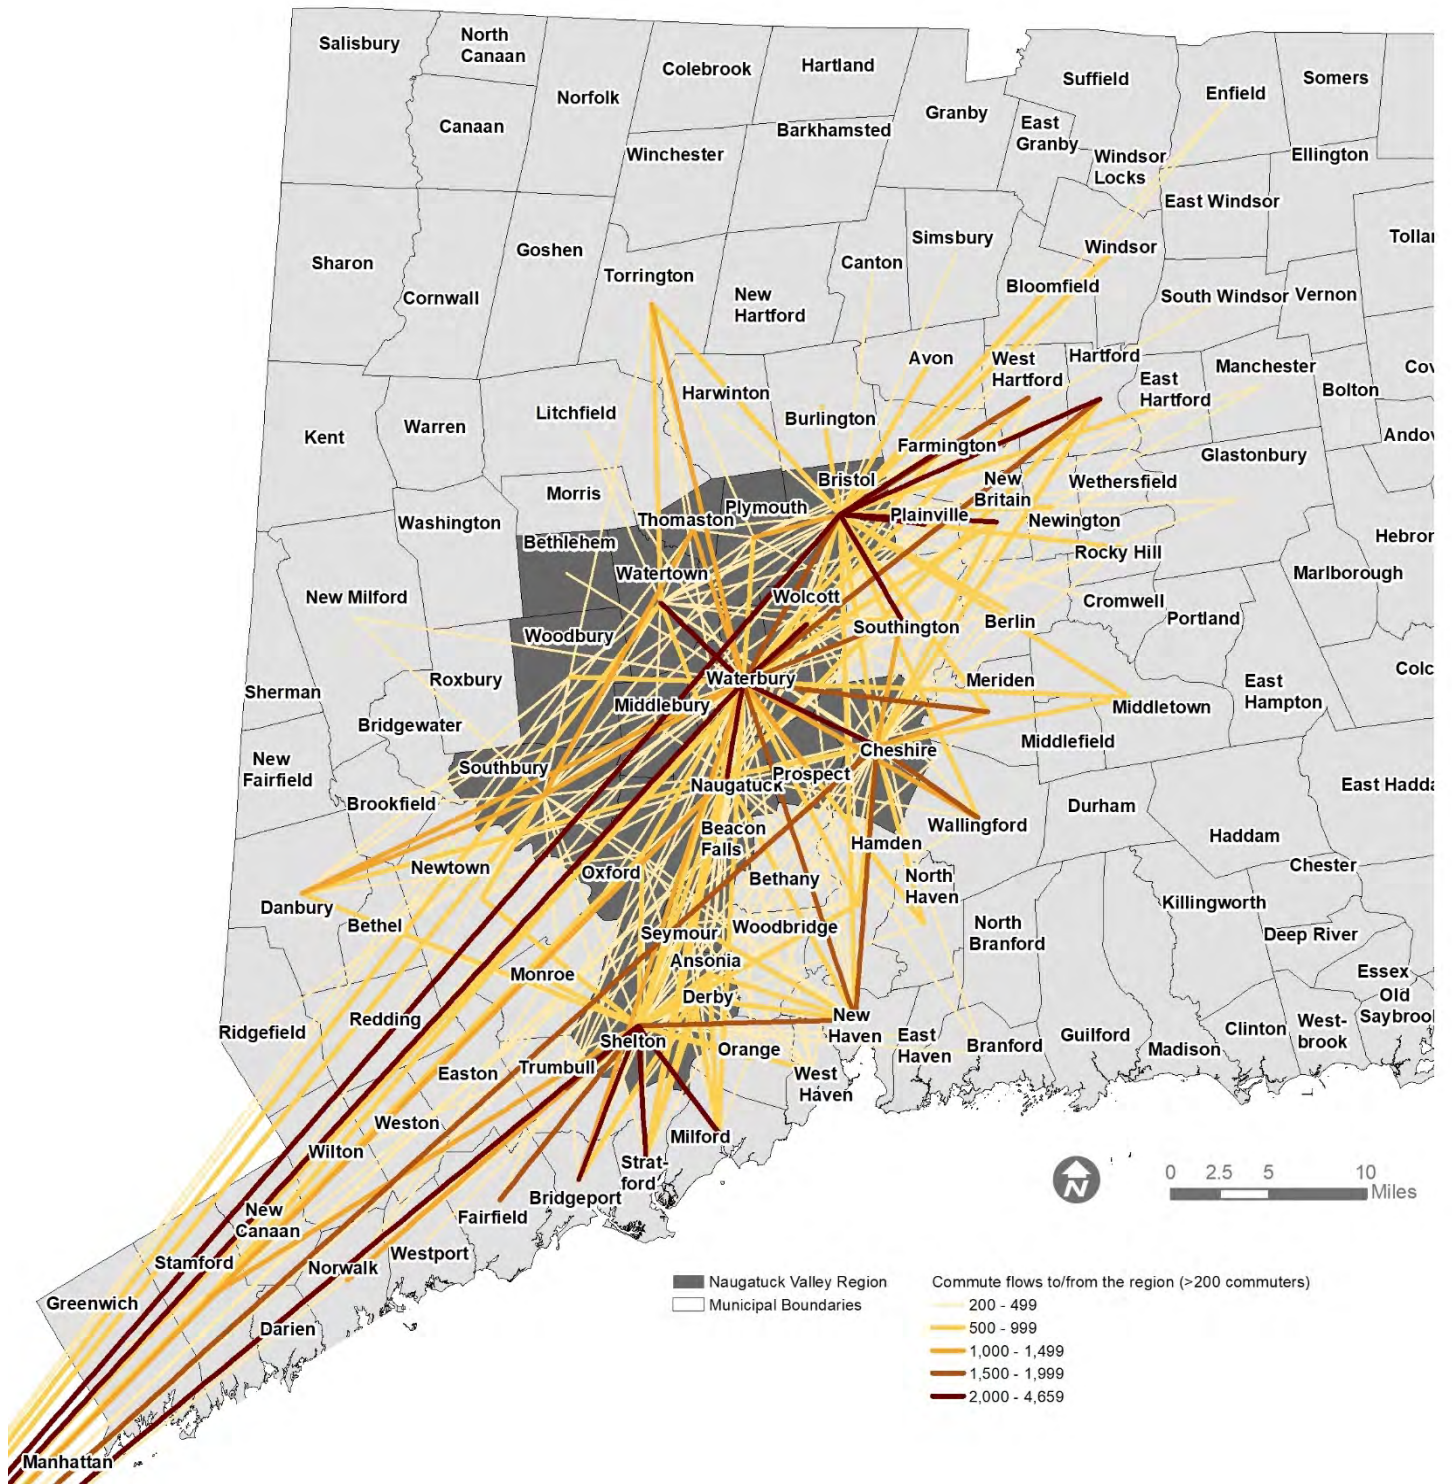 Salisbury
North
Canaan
Colebrook
Hartland
Suffield
Somers
Enfield
Norfolk
Granby
Canaan
East
Granby
Barkhamsted
Winchester
Windsor
Locks
Ellington
East Windsor
Simsbury
Windsor
Goshen
Sharon
Canton
Torrington
Cornwall
New
Hartford
Bloomfield
South Windsor
Vernon
Avon
West
Hartford
Hartford
East
Hartford
Manchester
Bolton
Harwinton
Litchfield
Burlington
Kent
Warren
Farmington
Glastonbury
Bristol
New
Britain
Wethersfield
Morris
Plymouth
Thomaston
Plainville
Newington
Washington
Bethlehem
Rocky Hill
Watertown
Marlborough
New Milford
Wolcott
Cromwell
Portland
Southington
Berlin
Woodbury
Roxbury
Waterbury
Meriden
East
Hampton
Sherman
Middlebury
Middletown
Bridgewater
Cheshire
Middlefield
New
Fairfield
Southbury
Prospect
Naugatuck
Brookfield
Durham
Beacon
Falls
Wallingford
Haddam
Hamden
Chester
Newtown
Oxford
Bethany
North
Haven
Killingworth
Danbury
Bethel
Seymour
Woodbridge
North
Branford
Deep River
Ansonia
Monroe
Essex
Derby
Old
Ridgefield
Redding
New
Haven
Clinton
West-
brook
Shelton
Orange
East
Haven
Branford
Guilford
Madison
Easton
Trumbull
West
Haven
Weston
Wilton
Milford
Strat-
ford
Bridgeport
New
Canaan
Fairfield
Westport
Stamford
Norwalk
Greenwich
Darien
Manhattan
N
0 2.5 5 10
Miles
Naugatuck Valley Region
Municipal Boundaries
Commute flows to/from the region (>200 commuters)
200 - 499
500 - 999
1,000 - 1,499
1,500 - 1,999
2,000 - 4,659